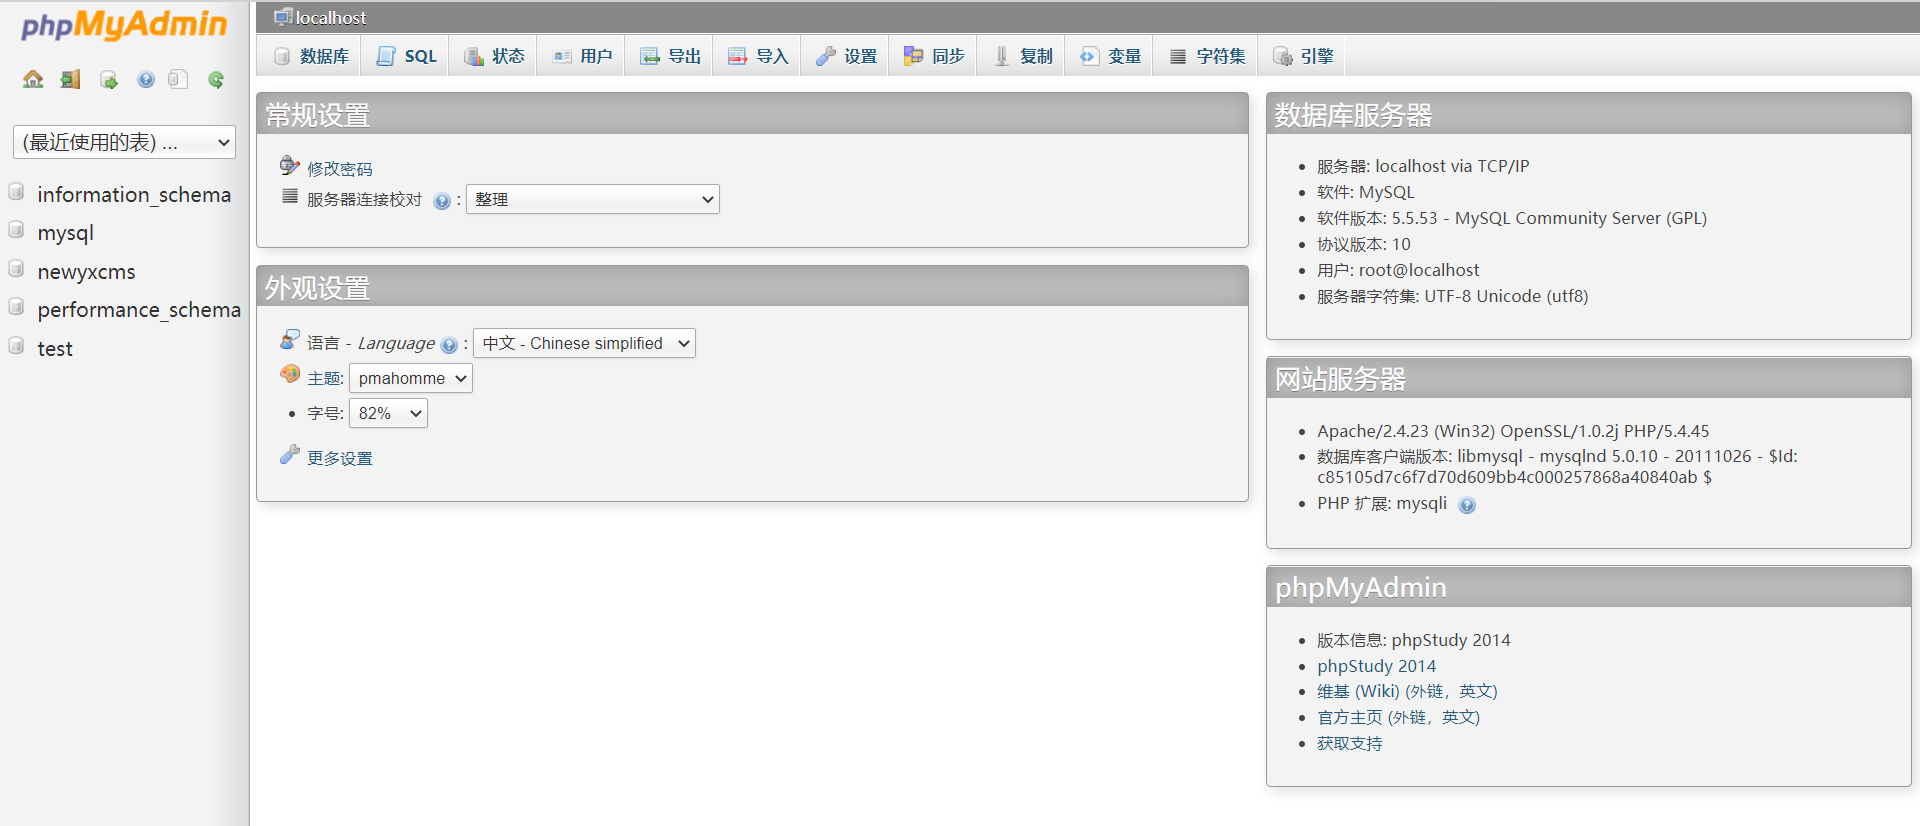 phpMyAdmin
(最近使用的表) ...
information_schema
mysql
newyxcms
performance_schema
test
localhost
数据库 SQL 状态 用户 导出 导入 设置 同步 复制 变量 字符集 引擎
常规设置
修改密码
服务器连接校对 : 整理
外观设置
语言 - Language : 中文 - Chinese simplified
主题: pmahomme
字号: 82%
更多设置
数据库服务器
服务器: localhost via TCP/IP
软件: MySQL
软件版本: 5.5.53 - MySQL Community Server (GPL)
协议版本: 10
用户: root@localhost
服务器字符集: UTF-8 Unicode (utf8)
网站服务器
Apache/2.4.23 (Win32) OpenSSL/1.0.2j PHP/5.4.45
数据库客户端版本: libmysql - mysqlnd 5.0.10 - 20111026 - $Id:
c85105d7c6f7d70d609bb4c000257868a40840ab $
PHP 扩展: mysqli
phpMyAdmin
版本信息: phpStudy 2014
phpStudy 2014
维基 (Wiki) (外链，英文)
官方主页 (外链，英文)
获取支持